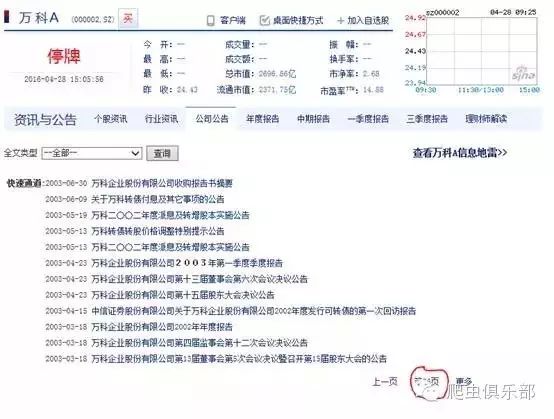 万科A (000002.SZ) 买 客户端 桌面快捷方式 + 加入自选股
停牌
2016-04-28 15:05:56
今 开: -- 成交量: -- 振 幅: --
最 高: -- 成交额: -- 换手率: --
最 低: -- 总市值: 2696.86亿 市净率: 2.68
昨 收: 24.43 流通市值: 2371.75亿 市盈率TTM: 14.88
sz000002 04-28 09:25
24.92
24.67
24.43
24.19
23.94
09:30 11:30/13:00 15:00
sina
资讯与公告 个股资讯 行业资讯 公司公告 年度报告 中期报告 一季度报告 三季度报告 理财师解读
全文类型 --全部-- 查询 查看万科A信息地雷>>
快速通道:2003-06-30 万科企业股份有限公司收购报告书摘要
2003-06-09 关于万科转债付息及其它事项的公告
2003-05-19 万科二〇〇二年度派息及转增股本实施公告
2003-05-13 万科转债转股价格调整特别提示公告
2003-05-13 万科二〇〇二年度派息及转增股本实施公告
2003-04-23 万科企业股份有限公司２００３年第一季度季度报告
2003-04-23 万科企业股份有限公司第十三届董事会第六次会议决议公告
2003-04-23 万科企业股份有限公司第十五届股东大会决议公告
2003-04-15 中信证券股份有限公司关于万科企业股份有限公司2002年度发行可转债的第一次回访报告
2003-03-18 万科企业股份有限公司2002年年度报告
2003-03-18 万科企业股份有限公司第四届监事会第十二次会议决议公告
2003-03-18 万科企业股份有限公司第13届董事会第5次会议决议暨召开第15届股东大会的公告
上一页 页 更多
爬虫俱乐部